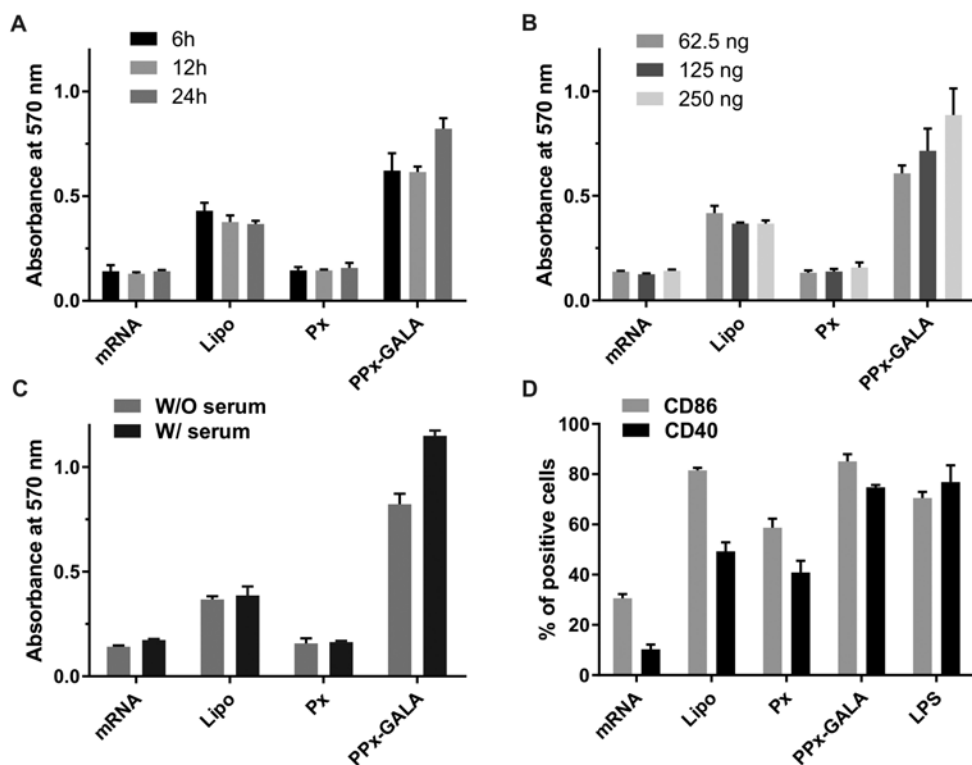 A
6h
12h
24h
Absorbance at 570 nm
1.0
0.5
0.0
mRNA
Lipo
Px
PPx-GALA
B
62.5 ng
125 ng
250 ng
Absorbance at 570 nm
1.0
0.5
0.0
mRNA
Lipo
Px
PPx-GALA
C
W/O serum
W/ serum
Absorbance at 570 nm
1.0
0.5
0.0
mRNA
Lipo
Px
PPx-GALA
D
CD86
CD40
% of positive cells
100
80
60
40
20
0
mRNA
Lipo
Px
PPx-GALA
LPS